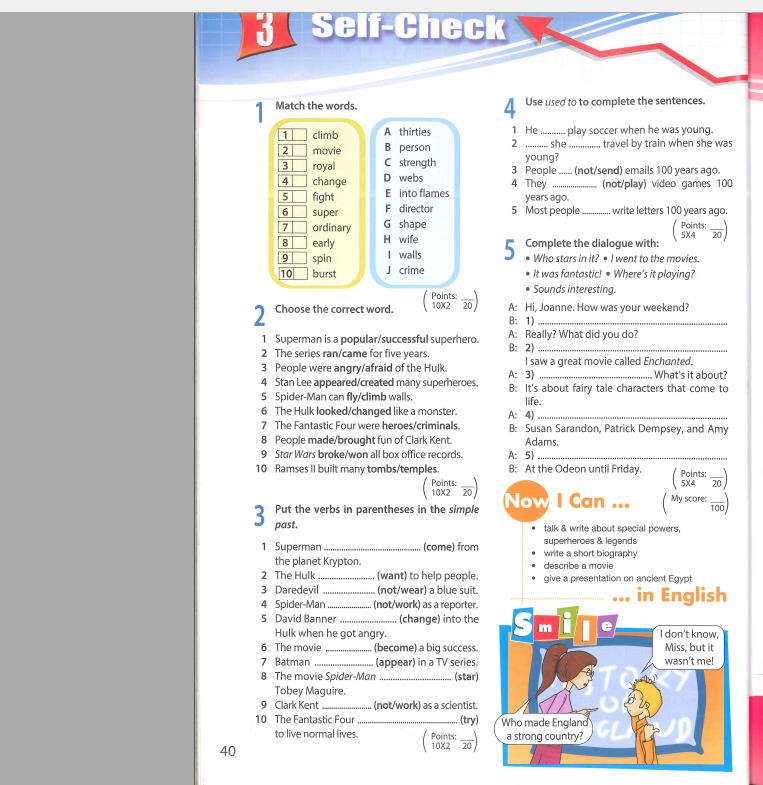 3 Self-Check
1 Match the words.
1 climb
2 movie
3 royal
4 change
5 fight
6 super
7 ordinary
8 early
9 spin
10 burst
A thirties
B person
C strength
D webs
E into flames
F director
G shape
H wife
I walls
J crime
( Points: ___ 10X2 20 )
2 Choose the correct word.
1 Superman is a popular/successful superhero.
2 The series ran/came for five years.
3 People were angry/afraid of the Hulk.
4 Stan Lee appeared/created many superheroes.
5 Spider-Man can fly/climb walls.
6 The Hulk looked/changed like a monster.
7 The Fantastic Four were heroes/criminals.
8 People made/brought fun of Clark Kent.
9 Star Wars broke/won all box office records.
10 Ramses II built many tombs/temples.
( Points: ___ 10X2 20 )
3 Put the verbs in parentheses in the simple
past.
1 Superman ........................................ (come) from
the planet Krypton.
2 The Hulk ........................ (want) to help people.
3 Daredevil ...................... (not/wear) a blue suit.
4 Spider-Man .................. (not/work) as a reporter.
5 David Banner ........................ (change) into the
Hulk when he got angry.
6 The movie .................... (become) a big success.
7 Batman ......................... (appear) in a TV series.
8 The movie Spider-Man .............................. (star)
Tobey Maguire.
9 Clark Kent ..................... (not/work) as a scientist.
10 The Fantastic Four .......................................... (try)
to live normal lives.
( Points: ___ 10X2 20 )
40
4 Use used to to complete the sentences.
1 He .......... play soccer when he was young.
2 ......... she ............. travel by train when she was
young?
3 People ...... (not/send) emails 100 years ago.
4 They ................... (not/play) video games 100
years ago.
5 Most people ............ write letters 100 years ago.
( Points: ___ 5X4 20 )
5 Complete the dialogue with:
• Who stars in it? • I went to the movies.
• It was fantastic! • Where's it playing?
• Sounds interesting.
A: Hi, Joanne. How was your weekend?
B: 1) ................................................................
A: Really? What did you do?
B: 2) ................................................................
I saw a great movie called Enchanted.
A: 3) ........................................ What's it about?
B: It's about fairy tale characters that come to
life.
A: 4) ................................................................
B: Susan Sarandon, Patrick Dempsey, and Amy
Adams.
A: 5) ................................................................
B: At the Odeon until Friday.
( Points: ___ 5X4 20 )
( My score: ___ 100 )
Now I Can ...
• talk & write about special powers,
superheroes & legends
• write a short biography
• describe a movie
• give a presentation on ancient Egypt
... in English
Smile
I don't know,
Miss, but it
wasn't me!
Who made England
a strong country?